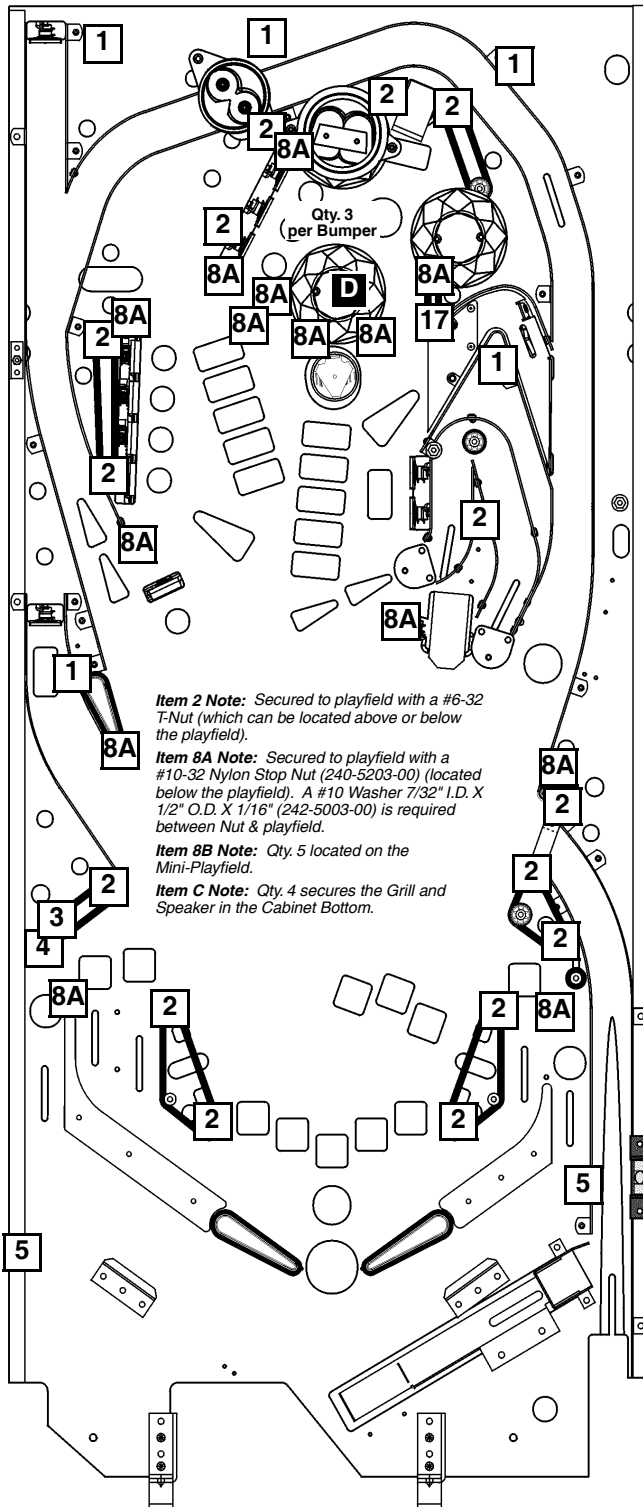 1
1
1
2
2
2
8A
2
8A
Qty. 3
per Bumper
8A
8A
D
8A
17
8A
8A
8A
2
1
2
2
8A
8A
1
8A
Item 2 Note: Secured to playfield with a #6-32
T-Nut (which can be located above or below
the playfield).
Item 8A Note: Secured to playfield with a
#10-32 Nylon Stop Nut (240-5203-00) (located
below the playfield). A #10 Washer 7/32" I.D. X
1/2" O.D. X 1/16" (242-5003-00) is required
between Nut & playfield.
Item 8B Note: Qty. 5 located on the
Mini-Playfield.
Item C Note: Qty. 4 secures the Grill and
Speaker in the Cabinet Bottom.
8A
2
2
2
3
4
2
8A
2
2
8A
2
2
5
5